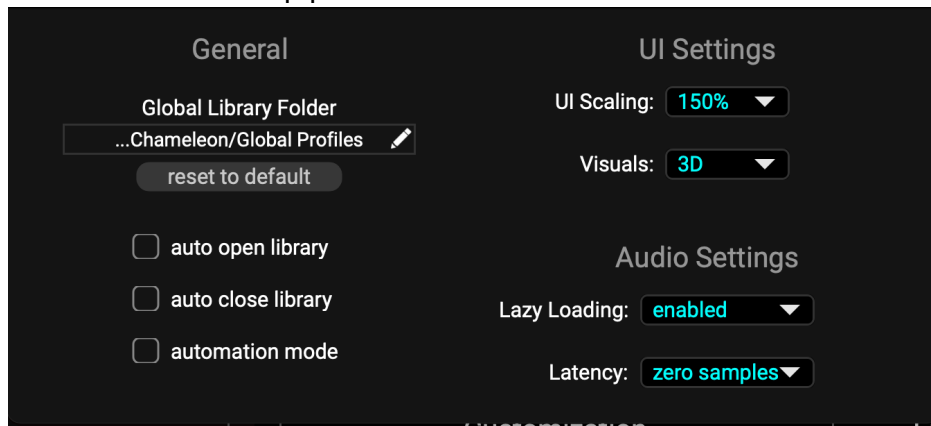 General
Global Library Folder
...Chameleon/Global Profiles
reset to default
auto open library
auto close library
automation mode
UI Settings
UI Scaling: 150%
Visuals: 3D
Audio Settings
Lazy Loading: enabled
Latency: zero samples